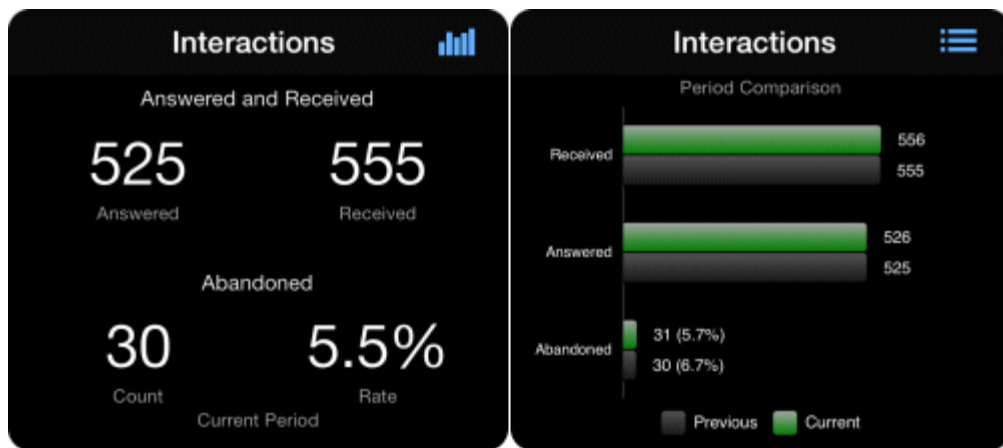 Interactions
Answered and Received
525 555
Answered Received
Abandoned
30 5.5%
Count Rate
Current Period
Interactions
Period Comparison
Received 556
555
Answered 526
525
Abandoned 31 (5.7%)
30 (6.7%)
Previous Current